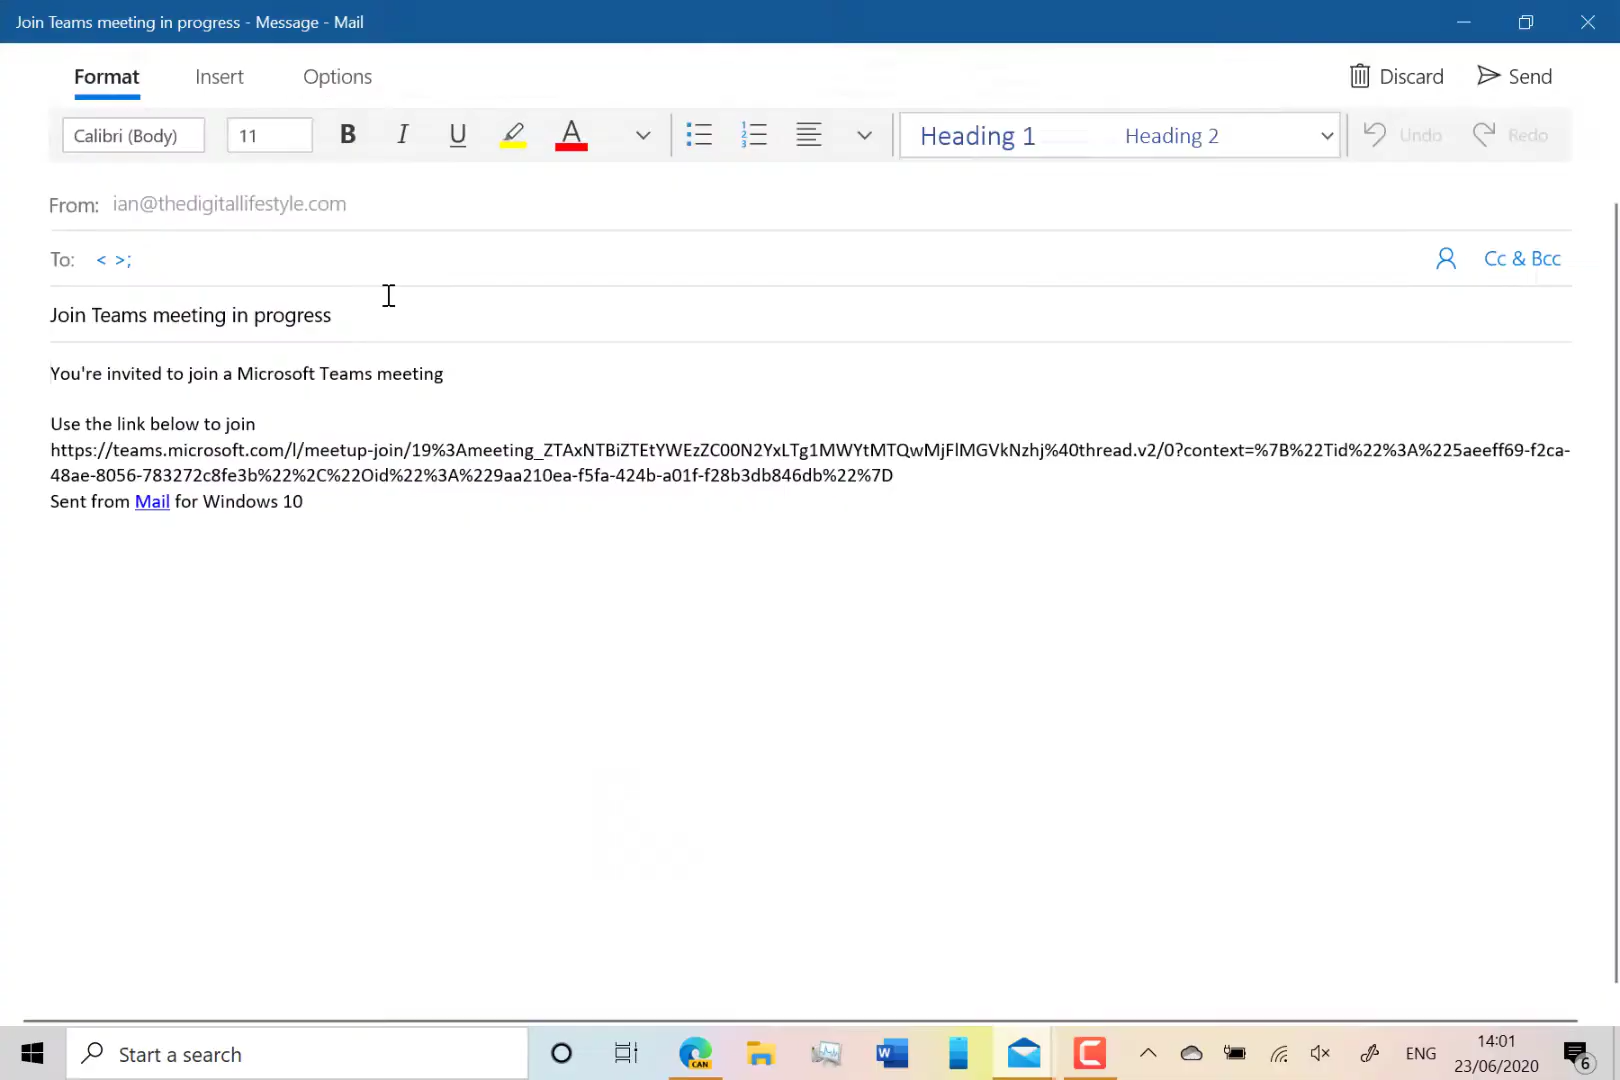 Join Teams meeting in progress - Message - Mail
Format Insert Options Discard Send
Calibri (Body) 11 B I U A Heading 1 Heading 2 Undo Redo
From: ian@thedigitallifestyle.com
To: < >; Cc & Bcc
Join Teams meeting in progress
You're invited to join a Microsoft Teams meeting
Use the link below to join
https://teams.microsoft.com/l/meetup-join/19%3Ameeting_ZTAxNTBiZTEtYWEzZC00N2YxLTg1MWYtMTQwMjFlMGVkNzhj%40thread.v2/0?context=%7B%22Tid%22%3A%225aeeff69-f2ca-
48ae-8056-783272c8fe3b%22%2C%22Oid%22%3A%229aa210ea-f5fa-424b-a01f-f28b3db846db%22%7D
Sent from Mail for Windows 10
Start a search CAN W ENG 14:01
23/06/2020 6